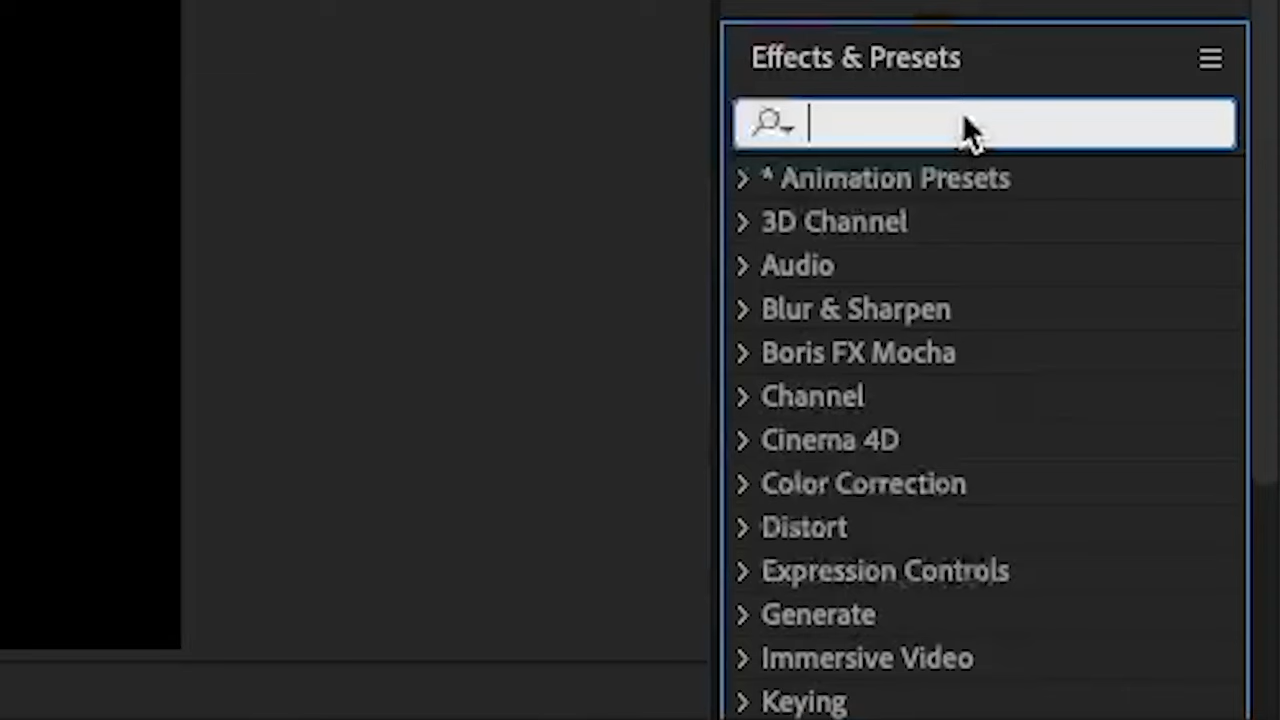 Effects & Presets
* Animation Presets
3D Channel
Audio
Blur & Sharpen
Boris FX Mocha
Channel
Cinema 4D
Color Correction
Distort
Expression Controls
Generate
Immersive Video
Keying